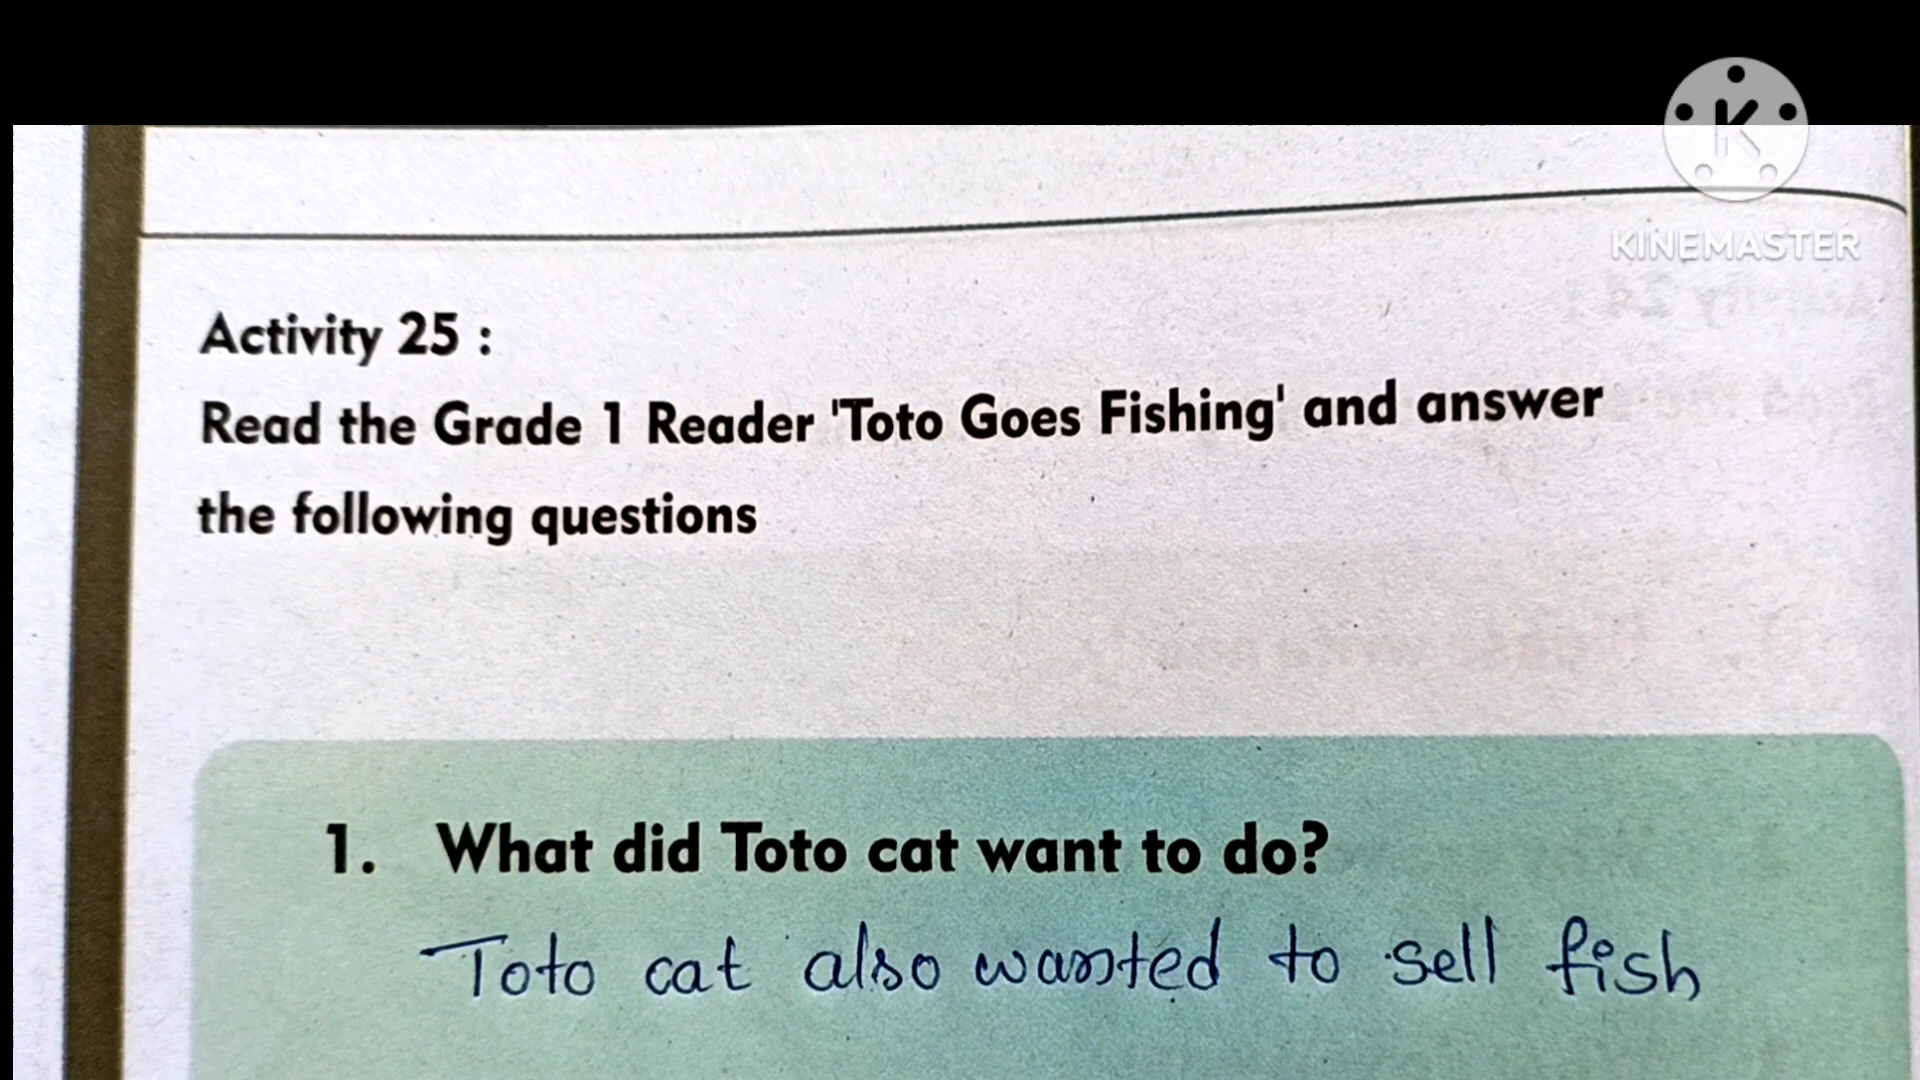 KINEMASTER
Activity 25 :
Read the Grade 1 Reader 'Toto Goes Fishing' and answer
the following questions
1. What did Toto cat want to do?
Toto cat also wanted to sell fish